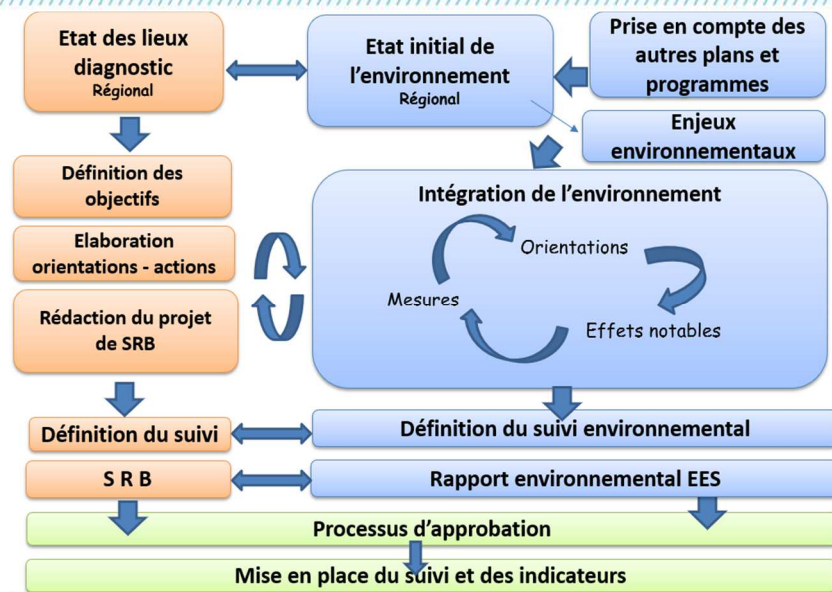 Etat des lieux
diagnostic
Régional
Etat initial de
l'environnement
Régional
Prise en compte des
autres plans et
programmes
Enjeux
environnementaux
Définition des
objectifs
Elaboration
orientations - actions
Rédaction du projet
de SRB
Intégration de l'environnement
Orientations
Mesures
Effets notables
Définition du suivi
Définition du suivi environnemental
S R B
Rapport environnemental EES
Processus d'approbation
Mise en place du suivi et des indicateurs